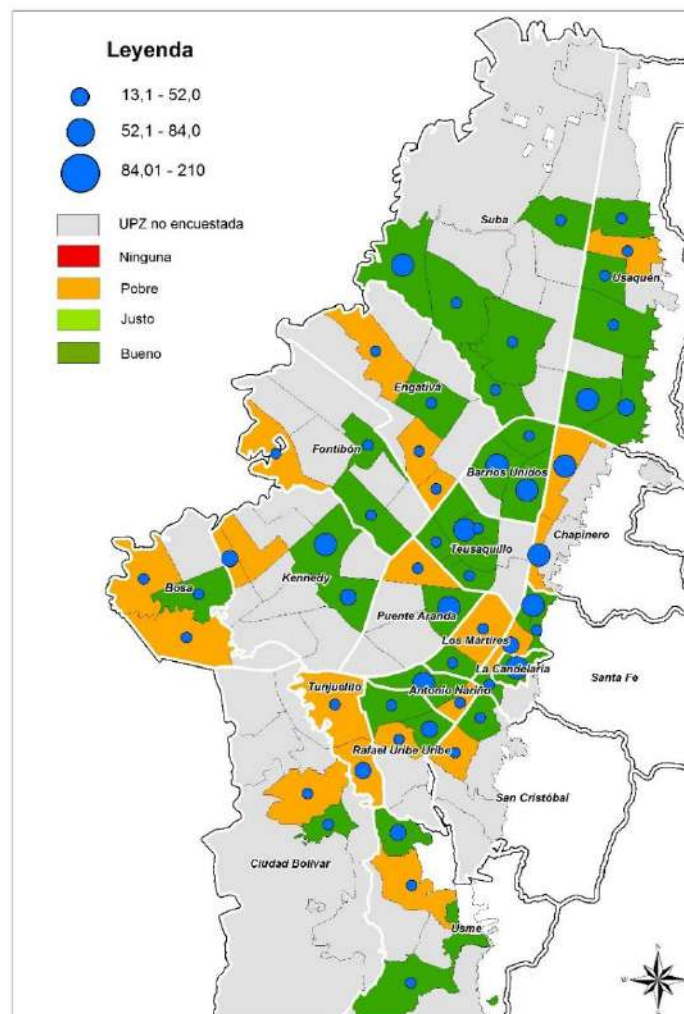 Leyenda
13,1 - 52,0
52,1 - 84,0
84,01 - 210
UPZ no encuestada
Ninguna
Pobre
Justo
Bueno
Suba
Usaquén
Engativa
Fontibón
Barrios Unidos
Chapinero
Teusaquillo
Bosa
Kennedy
Puente Aranda
Los Mártires
La Candelaria
Santa Fe
Tunjuelito
Antonio Nariño
Rafael Uribe Uribe
San Cristóbal
Ciudad Bolívar
Usme